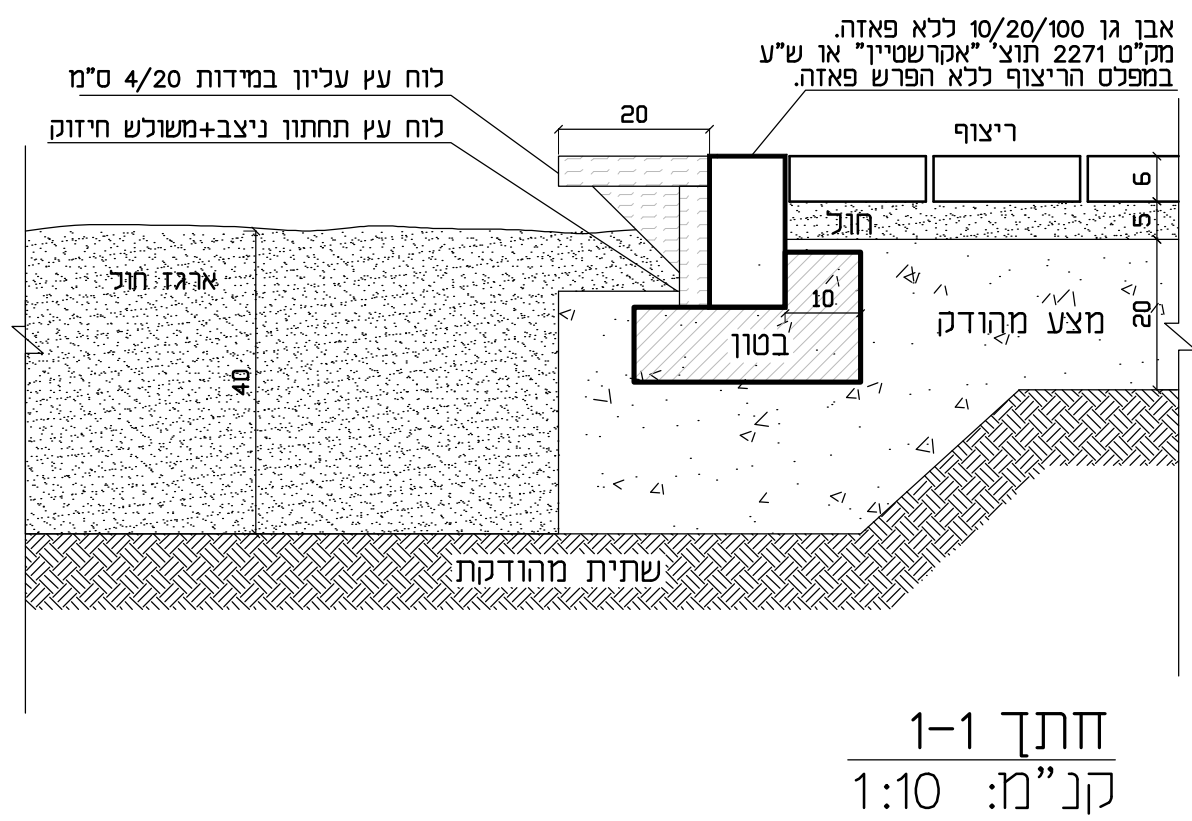 אבן גן 10/20/100 ללא פאזה.
מק"ט 2271 תוצ' "אקרשטיין" או ש"ע
במפלס הריצוף ללא הפרש פאזה.
לוח עץ עליון במידות 4/20 ס"מ
לוח עץ תחתון ניצב+משולש חיזוק
20
ריצוף
6
חול
5
ארגז חול
10
מצע מהודק
20
בטון
40
שתית מהודקת
חתך 1-1
קנ"מ: 1:10